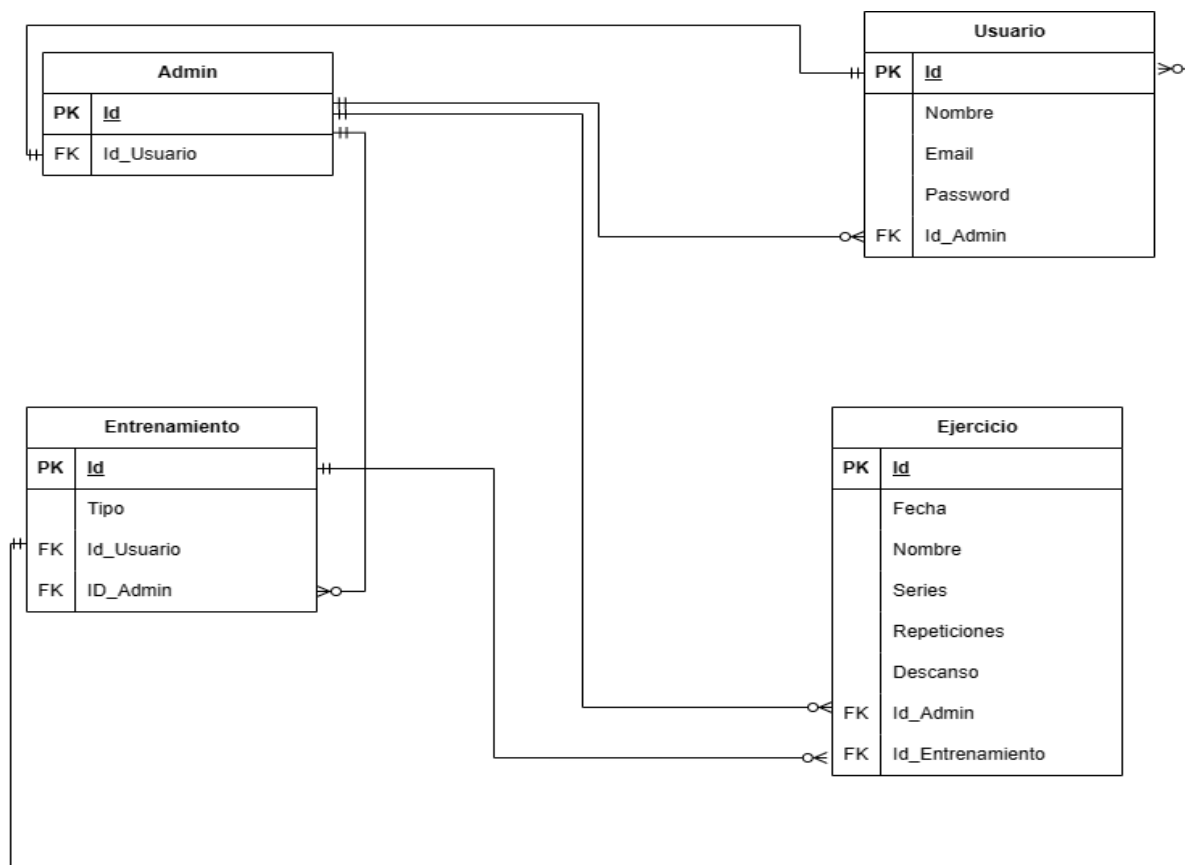 Admin
PK Id
FK Id_Usuario
Usuario
PK Id
Nombre
Email
Password
FK Id_Admin
Entrenamiento
PK Id
Tipo
FK Id_Usuario
FK ID_Admin
Ejercicio
PK Id
Fecha
Nombre
Series
Repeticiones
Descanso
FK Id_Admin
FK Id_Entrenamiento